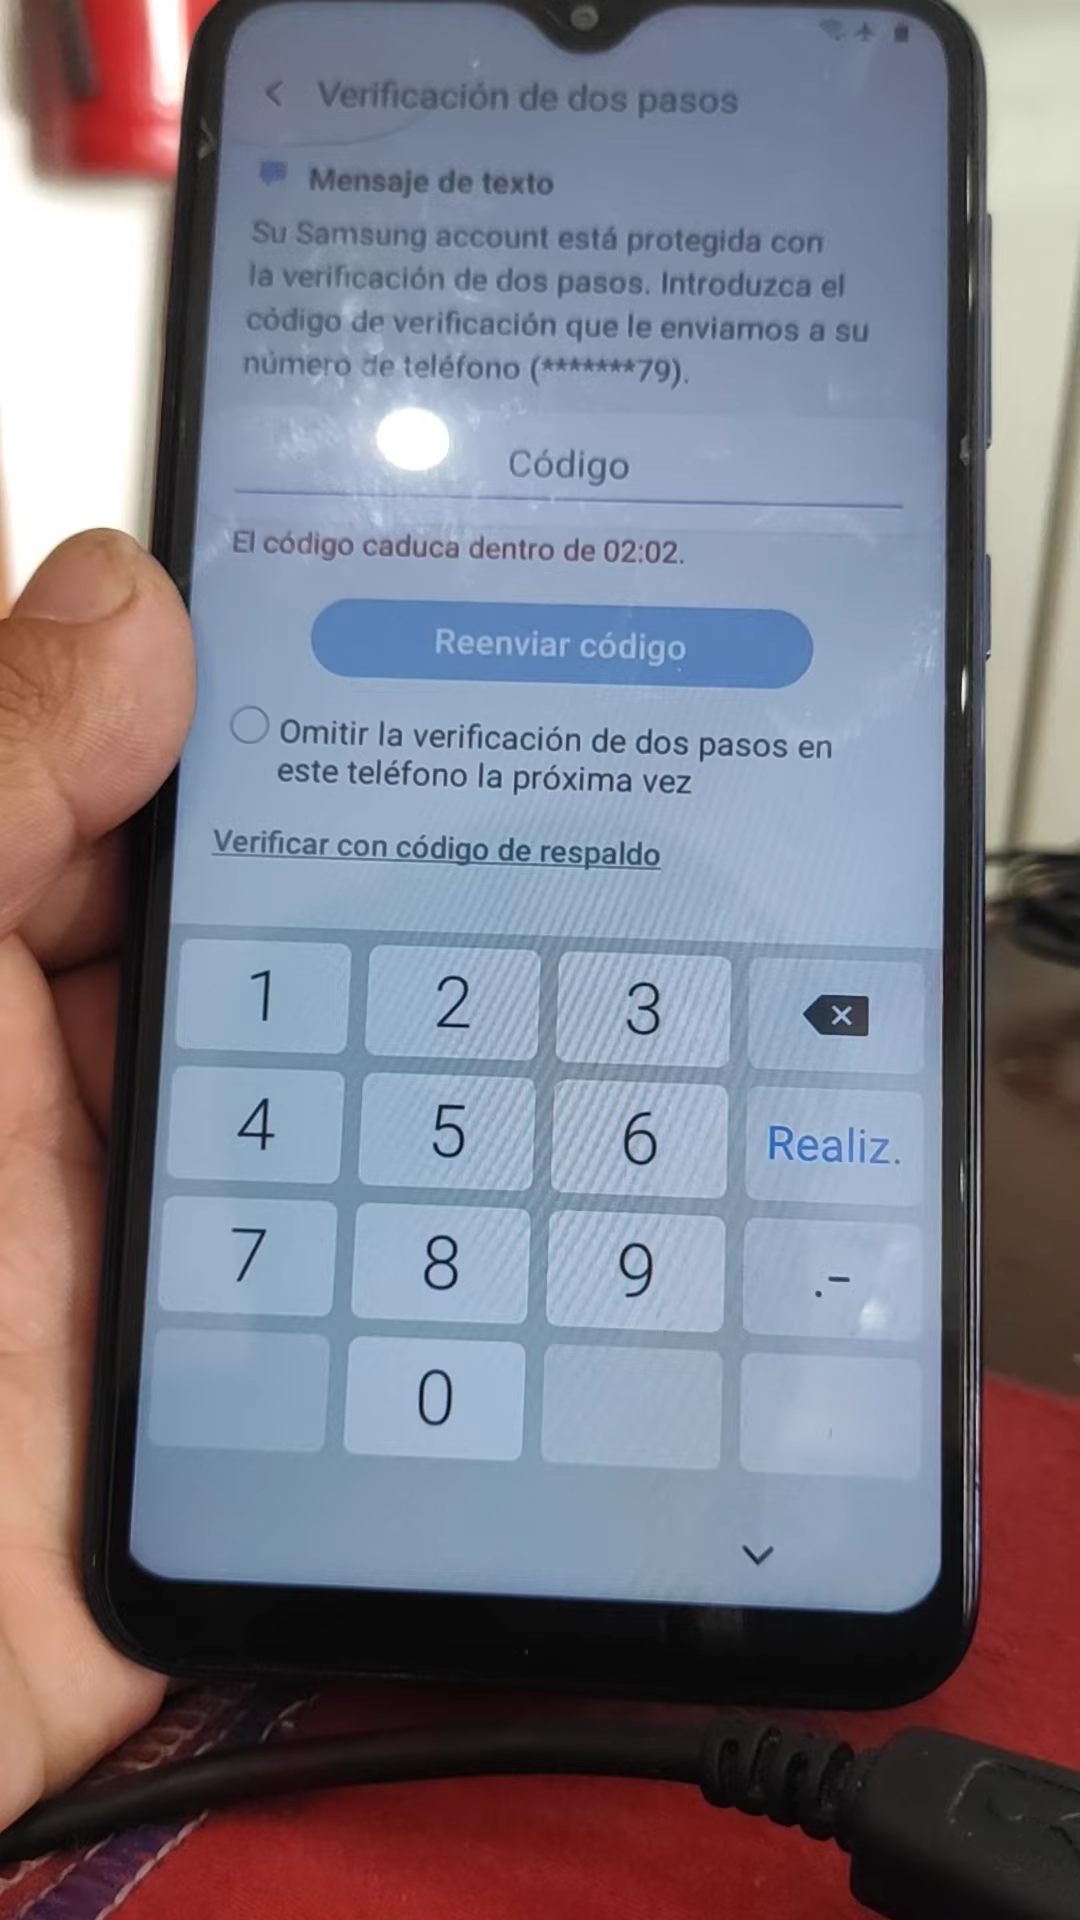 Verificación de dos pasos
Mensaje de texto
Su Samsung account está protegida con
la verificación de dos pasos. Introduzca el
código de verificación que le enviamos a su
número de teléfono (*******79).
Código
El código caduca dentro de 02:02.
Reenviar código
Omitir la verificación de dos pasos en
este teléfono la próxima vez
Verificar con código de respaldo
1 2 3
4 5 6 Realiz.
7 8 9 .-
0 ,